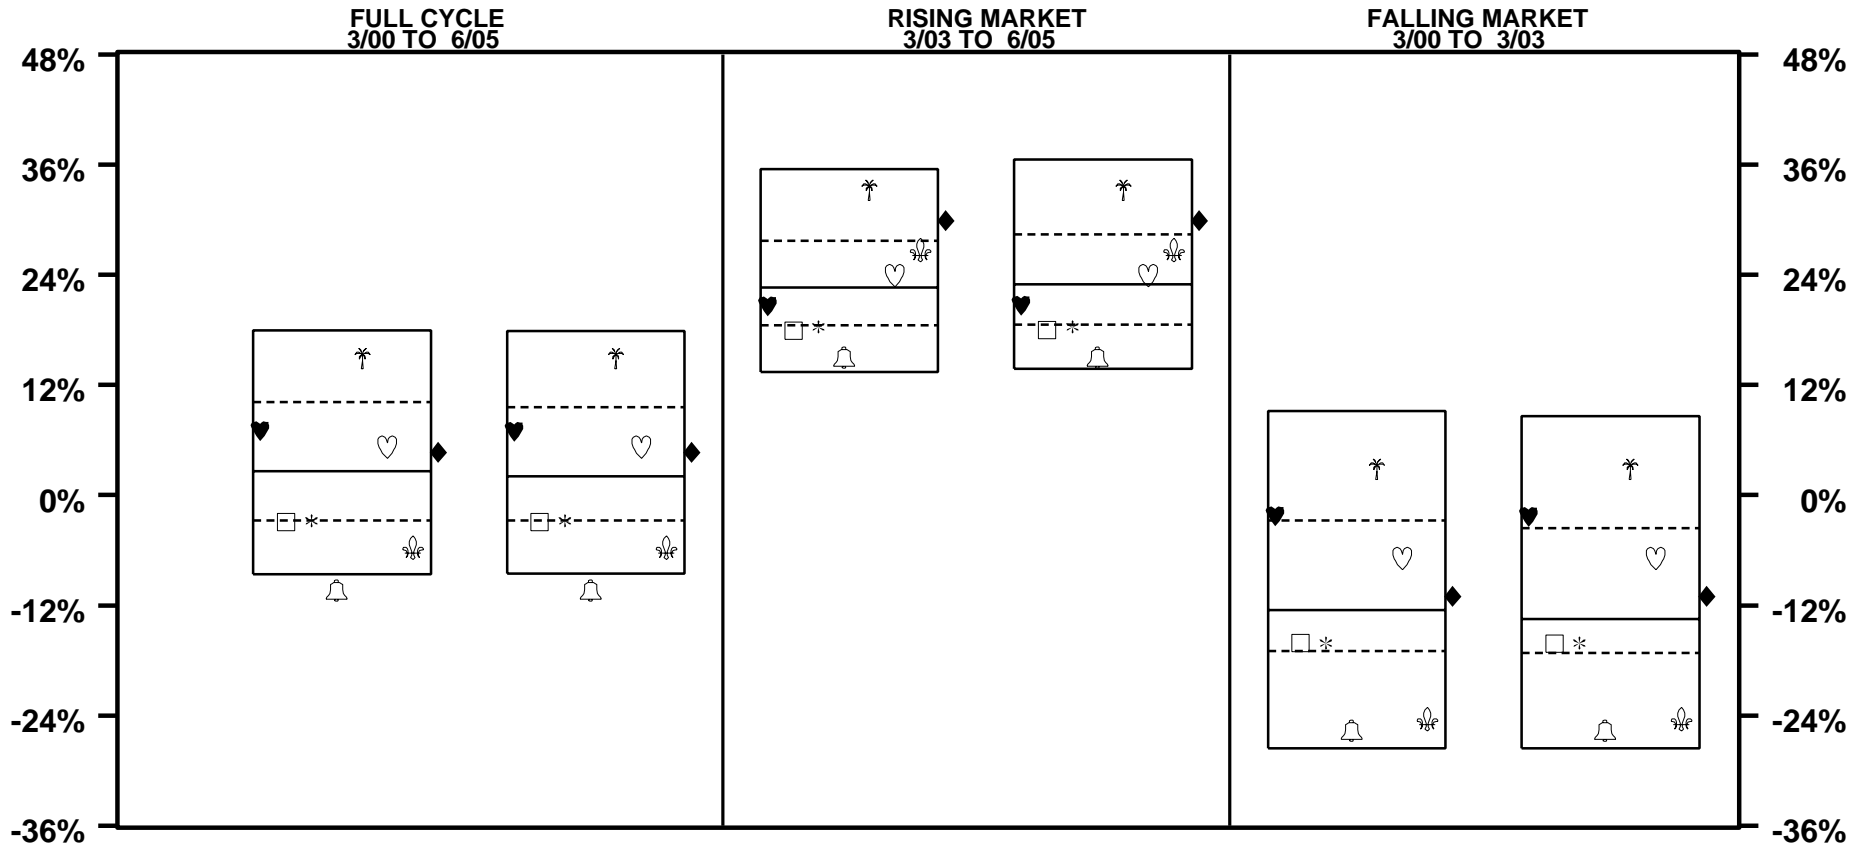 FULL CYCLE
3/00 TO 6/05
RISING MARKET
3/03 TO 6/05
FALLING MARKET
3/00 TO 3/03
48% 48%
36% 36%
24% 24%
12% 12%
0% 0%
-12% -12%
-24% -24%
-36% -36%